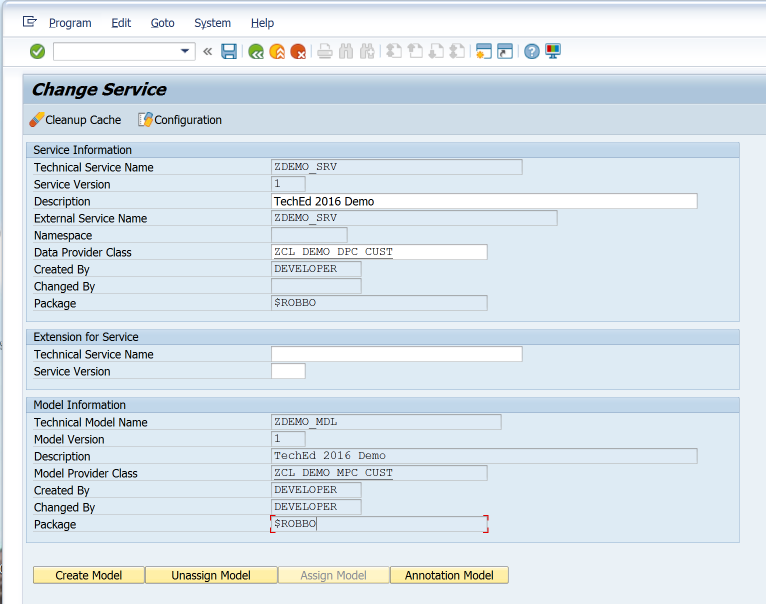 Program Edit Goto System Help
Change Service
Cleanup Cache Configuration
Service Information
Technical Service Name ZDEMO_SRV
Service Version 1
Description TechEd 2016 Demo
External Service Name ZDEMO_SRV
Namespace
Data Provider Class ZCL_DEMO_DPC_CUST
Created By DEVELOPER
Changed By
Package $ROBBO
Extension for Service
Technical Service Name
Service Version
Model Information
Technical Model Name ZDEMO_MDL
Model Version 1
Description TechEd 2016 Demo
Model Provider Class ZCL_DEMO_MPC_CUST
Created By DEVELOPER
Changed By DEVELOPER
Package $ROBBO
Create Model Unassign Model Assign Model Annotation Model